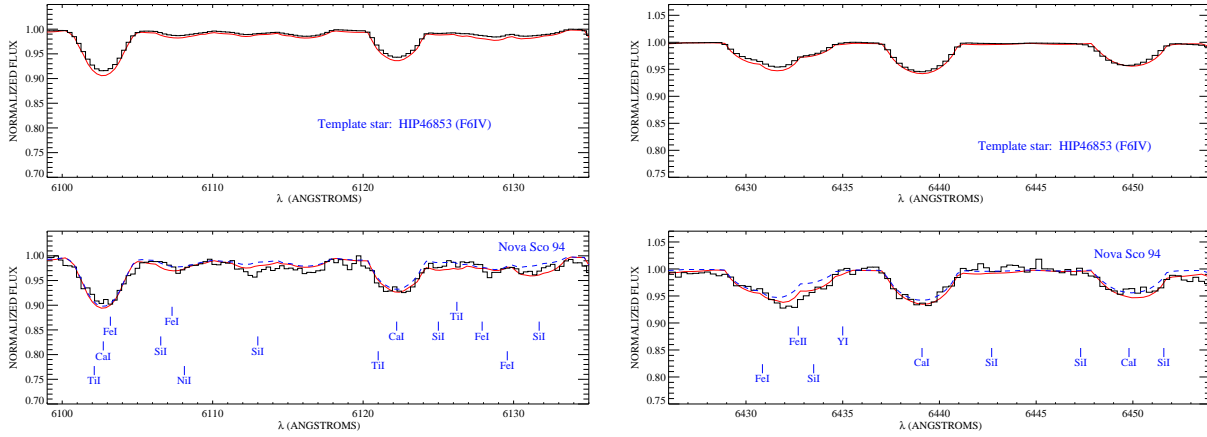 1.00
0.95
0.90
0.85
0.80
0.75
0.70
NORMALIZED FLUX
Template star: HIP46853 (F6IV)
6100
6110
6120
6130
λ (ANGSTROMS)
1.05
1.00
0.95
0.90
0.85
0.80
0.75
NORMALIZED FLUX
Template star: HIP46853 (F6IV)
6430
6435
6440
6445
6450
λ (ANGSTROMS)
1.00
0.95
0.90
0.85
0.80
0.75
0.70
NORMALIZED FLUX
Nova Sco 94
TiI
CaI
FeI
SiI
FeI
NiI
SiI
TiI
CaI
SiI
TiI
FeI
FeI
SiI
6100
6110
6120
6130
λ (ANGSTROMS)
1.05
1.00
0.95
0.90
0.85
0.80
NORMALIZED FLUX
Nova Sco 94
FeI
FeII
SiI
YI
CaI
SiI
SiI
CaI
SiI
6430
6435
6440
6445
6450
λ (ANGSTROMS)